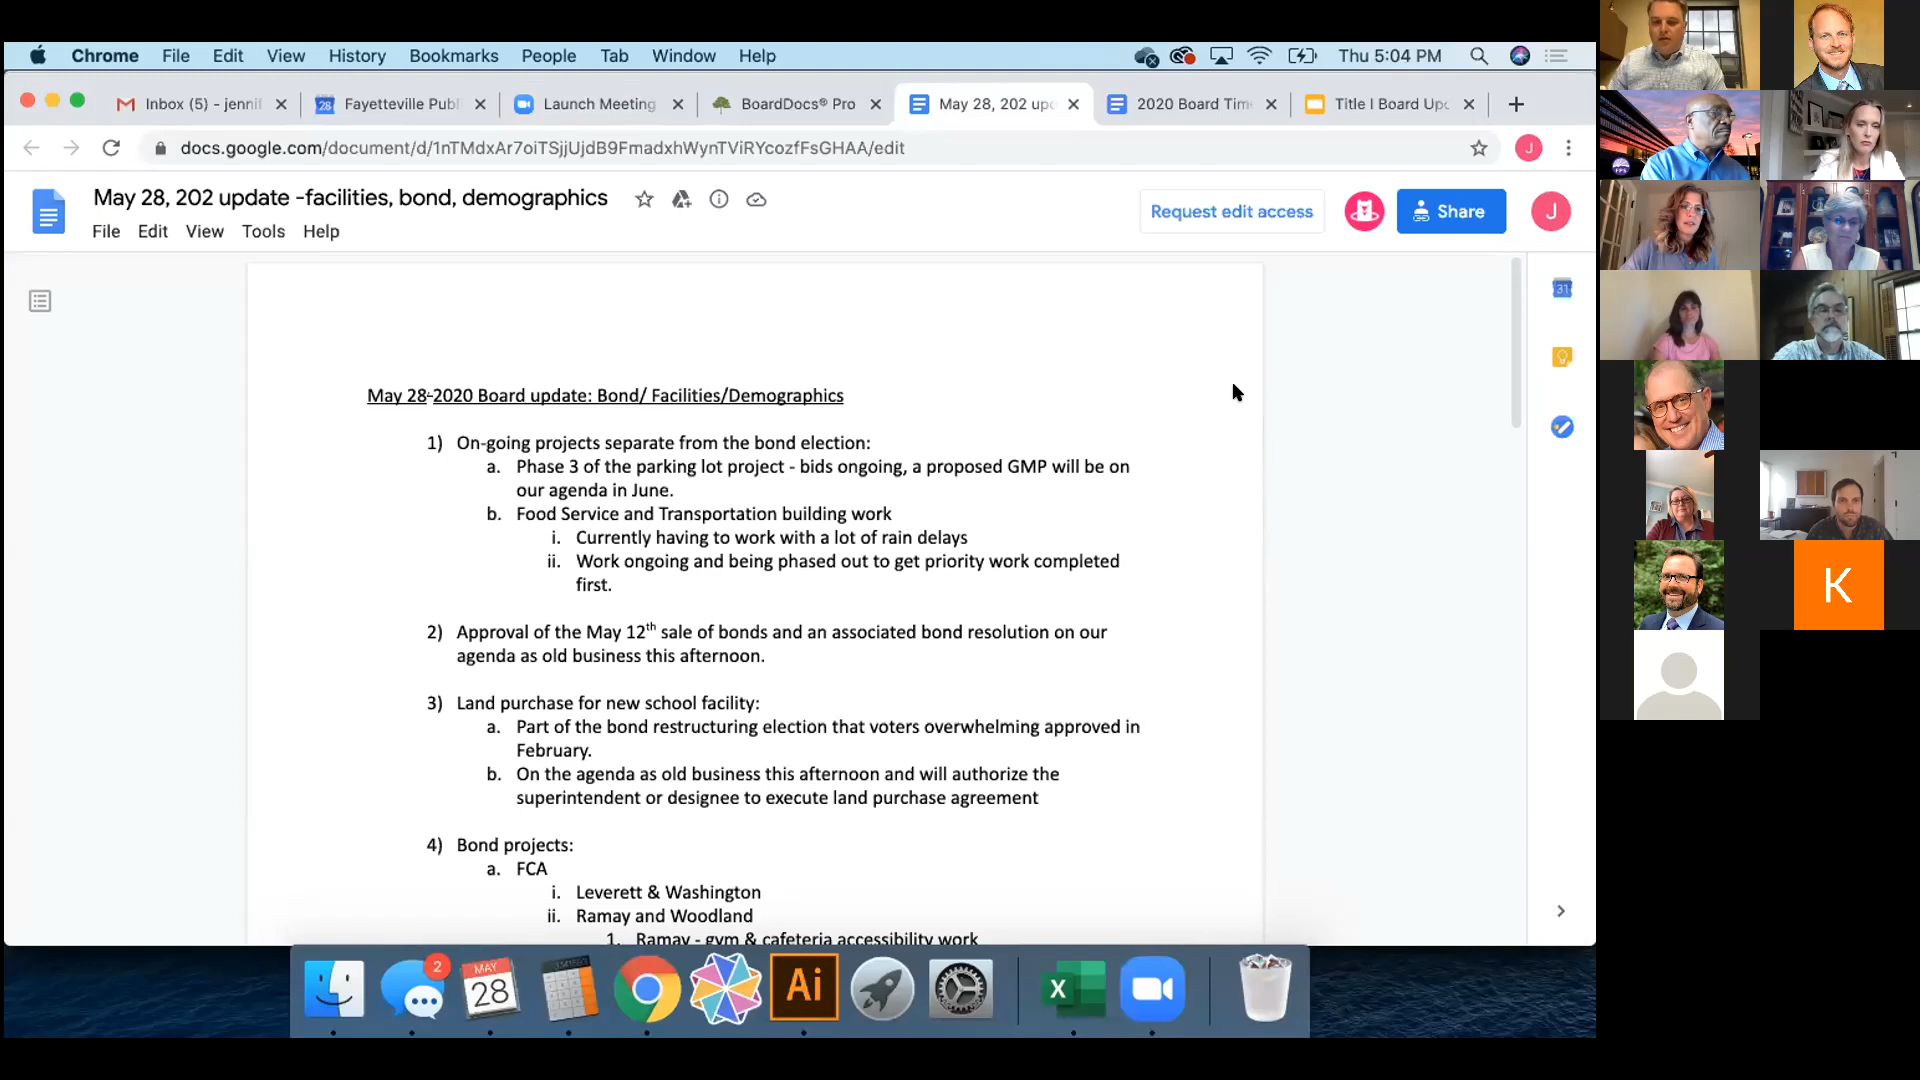 Chrome File Edit View History Bookmarks People Tab Window Help Thu 5:04 PM
Inbox (5) - jennif Fayetteville Publ Launch Meeting BoardDocs® Pro May 28, 202 upd 2020 Board Tim Title I Board Upd
28
docs.google.com/document/d/1nTMdxAr7oiTSjjUjdB9FmadxhWynTViRYcozfFsGHAA/edit
J
May 28, 202 update -facilities, bond, demographics
Request edit access
Share
J
File Edit View Tools Help
31
May 28-2020 Board update: Bond/ Facilities/Demographics
1) On-going projects separate from the bond election:
a. Phase 3 of the parking lot project - bids ongoing, a proposed GMP will be on
our agenda in June.
b. Food Service and Transportation building work
i. Currently having to work with a lot of rain delays
ii. Work ongoing and being phased out to get priority work completed
first.
2) Approval of the May 12th sale of bonds and an associated bond resolution on our
agenda as old business this afternoon.
3) Land purchase for new school facility:
a. Part of the bond restructuring election that voters overwhelming approved in
February.
b. On the agenda as old business this afternoon and will authorize the
superintendent or designee to execute land purchase agreement
4) Bond projects:
a. FCA
i. Leverett & Washington
ii. Ramay and Woodland
1. Ramay - gym & cafeteria accessibility work
2
MAY
28
Ai
X
FPS
K